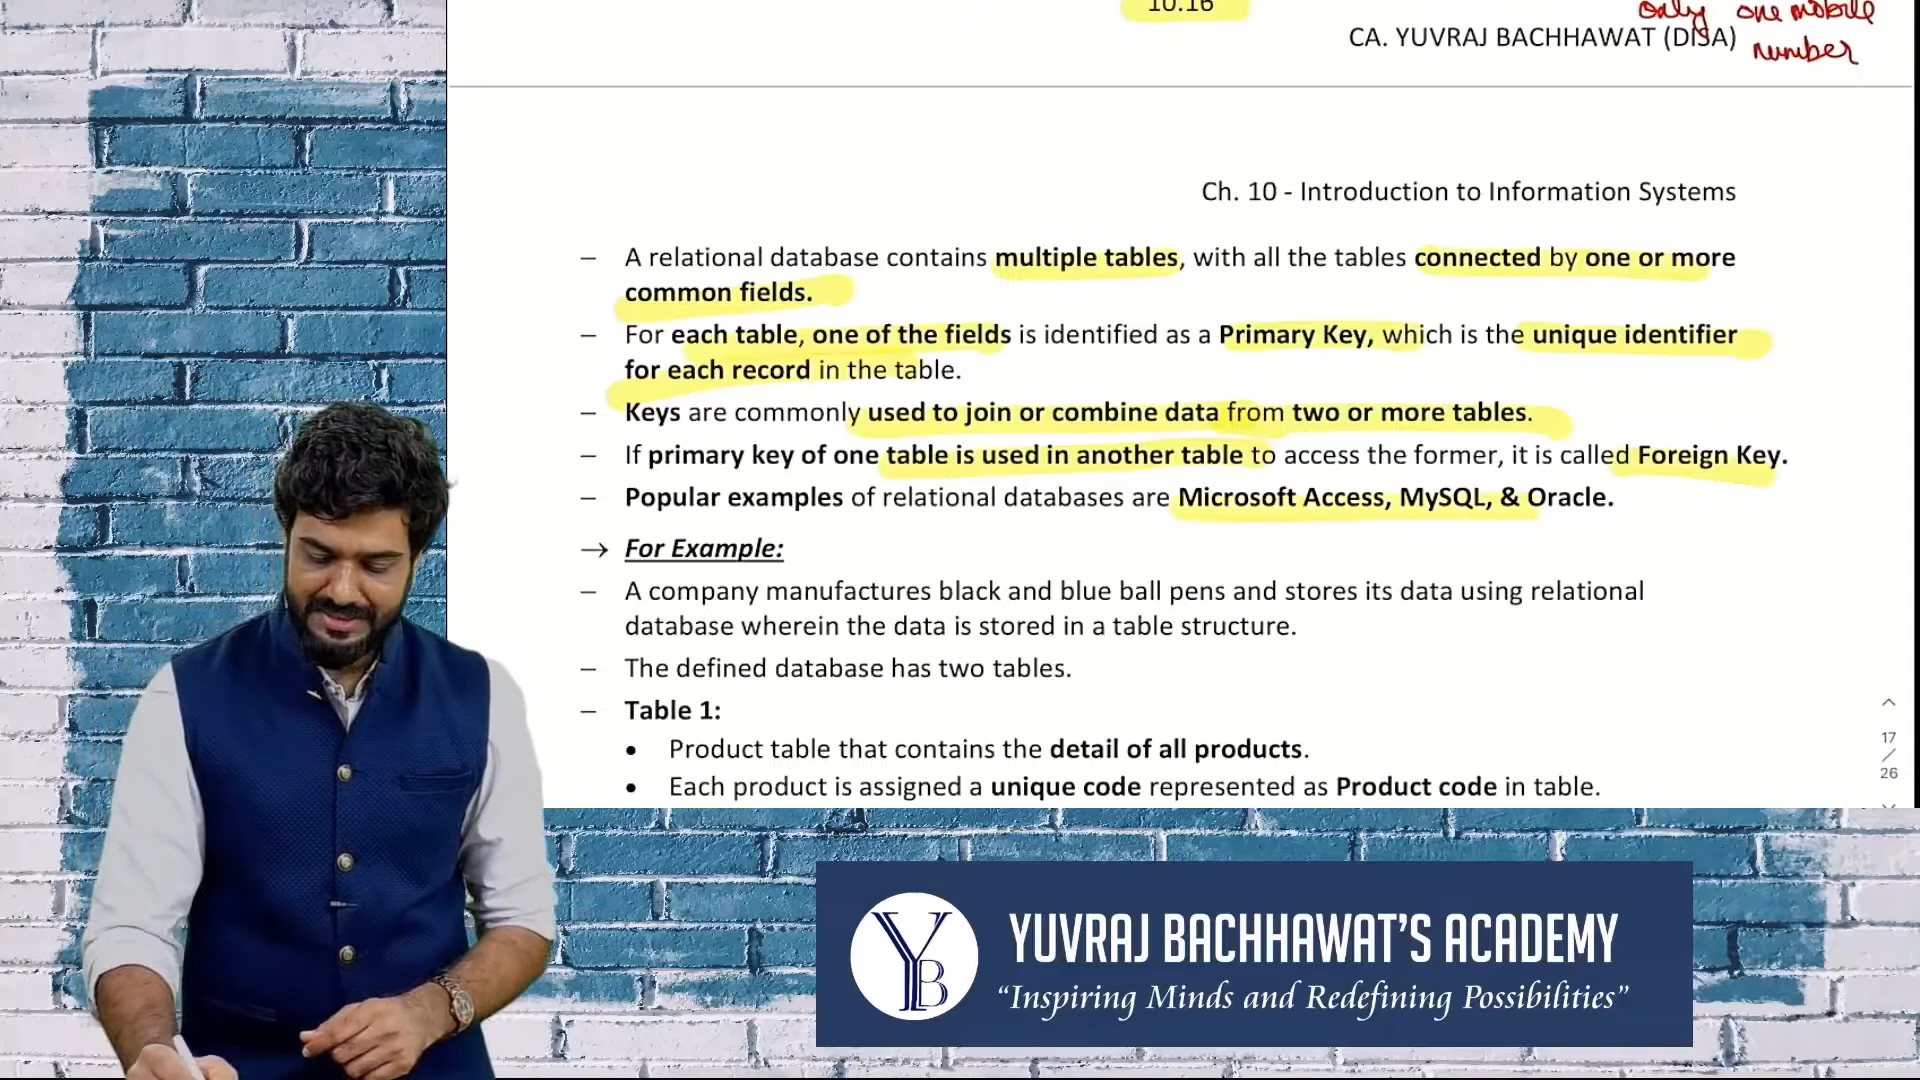 10.16
only one mobile
CA. YUVRAJ BACHHAWAT (DISA)
number
Ch. 10 - Introduction to Information Systems
– A relational database contains multiple tables, with all the tables connected by one or more
common fields.
– For each table, one of the fields is identified as a Primary Key, which is the unique identifier
for each record in the table.
– Keys are commonly used to join or combine data from two or more tables.
– If primary key of one table is used in another table to access the former, it is called Foreign Key.
– Popular examples of relational databases are Microsoft Access, MySQL, & Oracle.
→ For Example:
– A company manufactures black and blue ball pens and stores its data using relational
database wherein the data is stored in a table structure.
– The defined database has two tables.
– Table 1:
• Product table that contains the detail of all products.
• Each product is assigned a unique code represented as Product code in table.
17
/
26
YB
YUVRAJ BACHHAWAT'S ACADEMY
"Inspiring Minds and Redefining Possibilities"